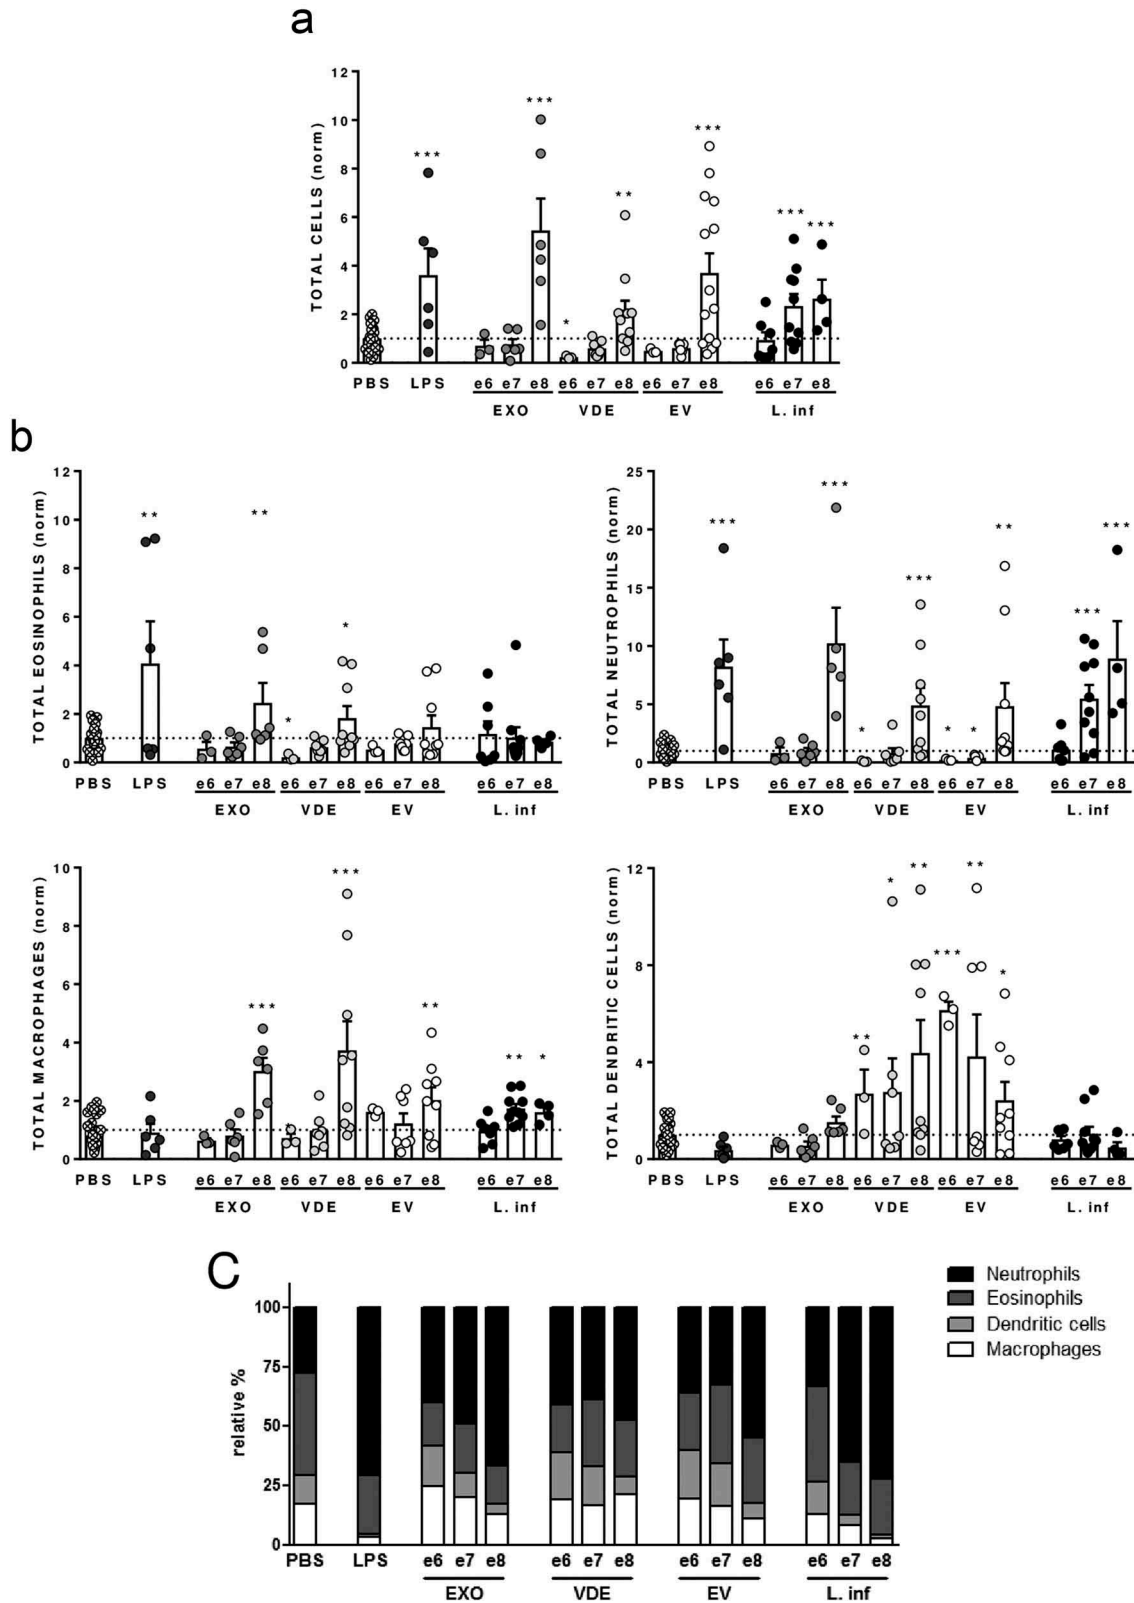 a
TOTAL CELLS (norm)
12
10
8
6
4
2
0
*** *** * ** *** *** ***
PBS LPS e6 e7 e8 e6 e7 e8 e6 e7 e8 e6 e7 e8
EXO VDE EV L. inf
b
TOTAL EOSINOPHILS (norm)
12
10
8
6
4
2
0
** ** * *
PBS LPS e6 e7 e8 e6 e7 e8 e6 e7 e8 e6 e7 e8
EXO VDE EV L. inf
TOTAL NEUTROPHILS (norm)
25
20
15
10
5
0
*** *** * *** * * ** *** ***
PBS LPS e6 e7 e8 e6 e7 e8 e6 e7 e8 e6 e7 e8
EXO VDE EV L. inf
TOTAL MACROPHAGES (norm)
10
8
6
4
2
0
*** *** ** ** *
PBS LPS e6 e7 e8 e6 e7 e8 e6 e7 e8 e6 e7 e8
EXO VDE EV L. inf
TOTAL DENDRITIC CELLS (norm)
12
8
4
0
** * ** *** ** *
PBS LPS e6 e7 e8 e6 e7 e8 e6 e7 e8 e6 e7 e8
EXO VDE EV L. inf
C
relative %
100
75
50
25
0
PBS LPS e6 e7 e8 e6 e7 e8 e6 e7 e8 e6 e7 e8
EXO VDE EV L. inf
Neutrophils
Eosinophils
Dendritic cells
Macrophages